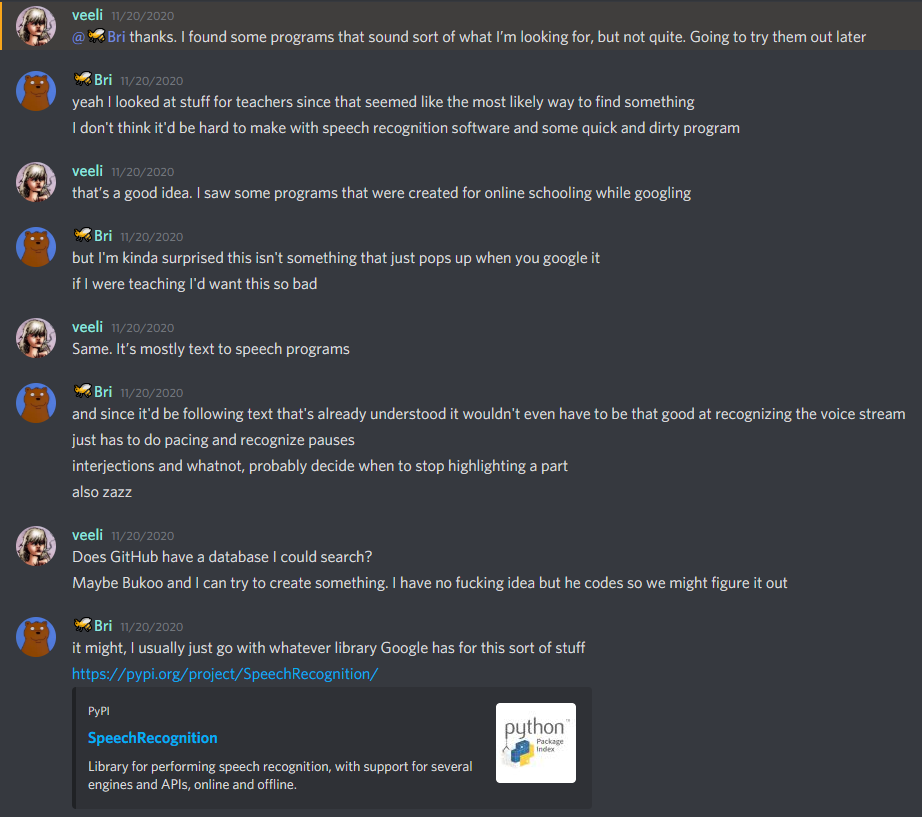 veeli 11/20/2020
@🐝Bri thanks. I found some programs that sound sort of what I’m looking for, but not quite. Going to try them out later
🐝Bri 11/20/2020
yeah I looked at stuff for teachers since that seemed like the most likely way to find something
I don't think it'd be hard to make with speech recognition software and some quick and dirty program
veeli 11/20/2020
that’s a good idea. I saw some programs that were created for online schooling while googling
🐝Bri 11/20/2020
but I'm kinda surprised this isn't something that just pops up when you google it
if I were teaching I'd want this so bad
veeli 11/20/2020
Same. It’s mostly text to speech programs
🐝Bri 11/20/2020
and since it'd be following text that's already understood it wouldn't even have to be that good at recognizing the voice stream
just has to do pacing and recognize pauses
interjections and whatnot, probably decide when to stop highlighting a part
also zazz
veeli 11/20/2020
Does GitHub have a database I could search?
Maybe Bukoo and I can try to create something. I have no fucking idea but he codes so we might figure it out
🐝Bri 11/20/2020
it might, I usually just go with whatever library Google has for this sort of stuff
https://pypi.org/project/SpeechRecognition/
PyPI
SpeechRecognition
Library for performing speech recognition, with support for several
engines and APIs, online and offline.
python™
Package
Index